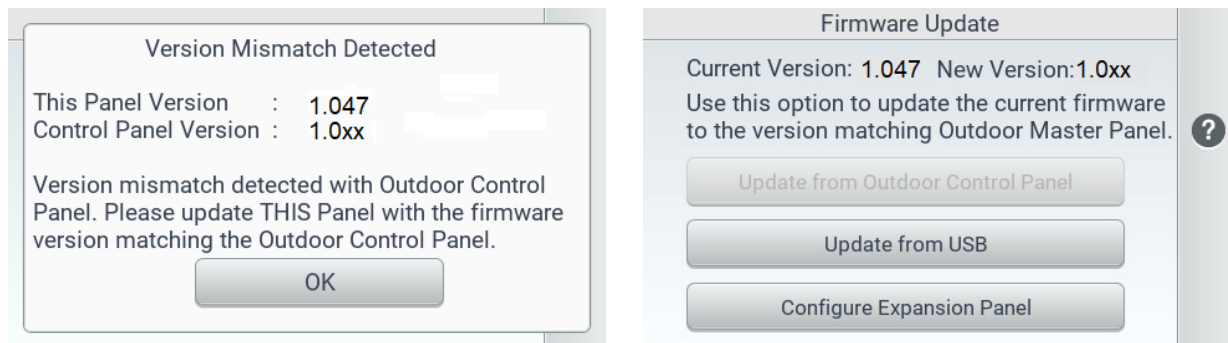 Version Mismatch Detected
This Panel Version : 1.047
Control Panel Version : 1.0xx
Version mismatch detected with Outdoor Control
Panel. Please update THIS Panel with the firmware
version matching the Outdoor Control Panel.
OK
Firmware Update
Current Version: 1.047 New Version:1.0xx
Use this option to update the current firmware
to the version matching Outdoor Master Panel.
?
Update from Outdoor Control Panel
Update from USB
Configure Expansion Panel